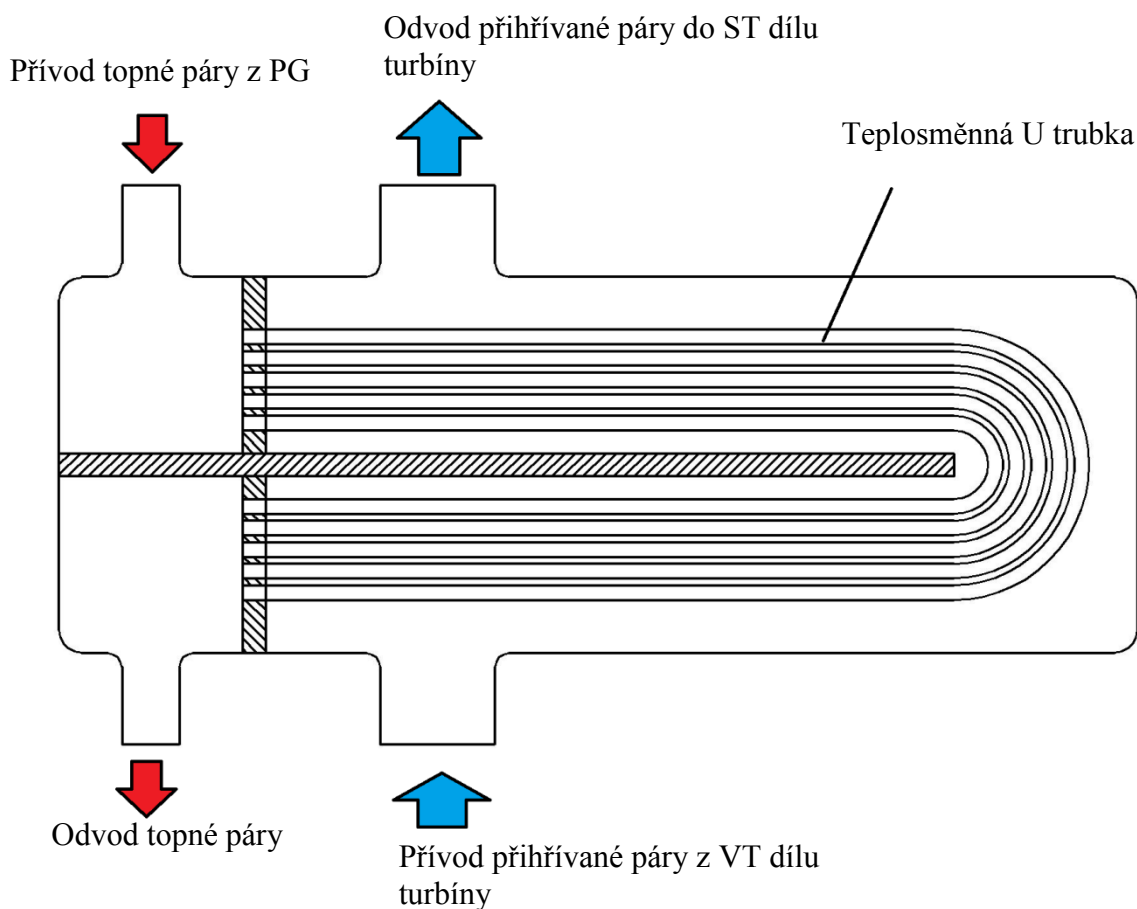 Odvod přihřívané páry do ST dílu
turbíny
Přívod topné páry z PG
Teplosměnná U trubka
Odvod topné páry
Přívod přihřívané páry z VT dílu
turbíny